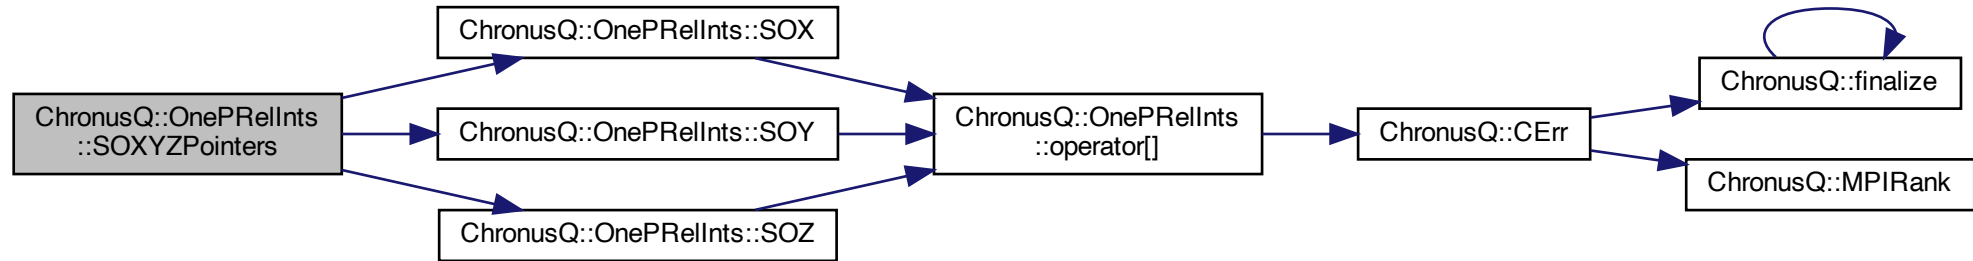 ChronusQ::OnePRelInts
::SOXYZPointers
ChronusQ::OnePRelInts::SOX
ChronusQ::OnePRelInts::SOY
ChronusQ::OnePRelInts::SOZ
ChronusQ::OnePRelInts
::operator[]
ChronusQ::CErr
ChronusQ::finalize
ChronusQ::MPIRank